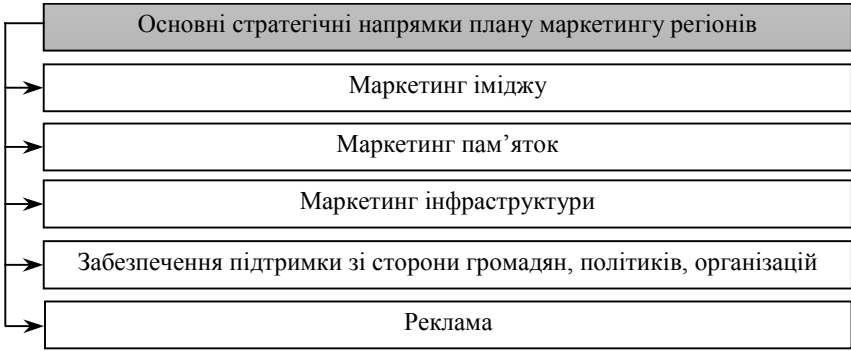 Основні стратегічні напрямки плану маркетингу регіонів
Маркетинг іміджу
Маркетинг пам’яток
Маркетинг інфраструктури
Забезпечення підтримки зі сторони громадян, політиків, організацій
Реклама